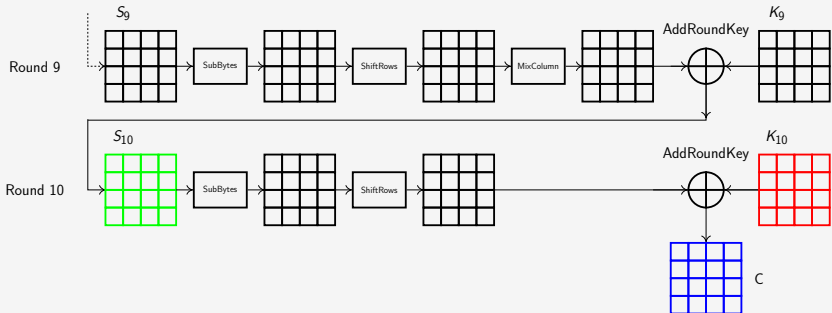 S9 K9
AddRoundKey
Round 9 SubBytes ShiftRows MixColumn
S10 K10
AddRoundKey
Round 10 SubBytes ShiftRows
C